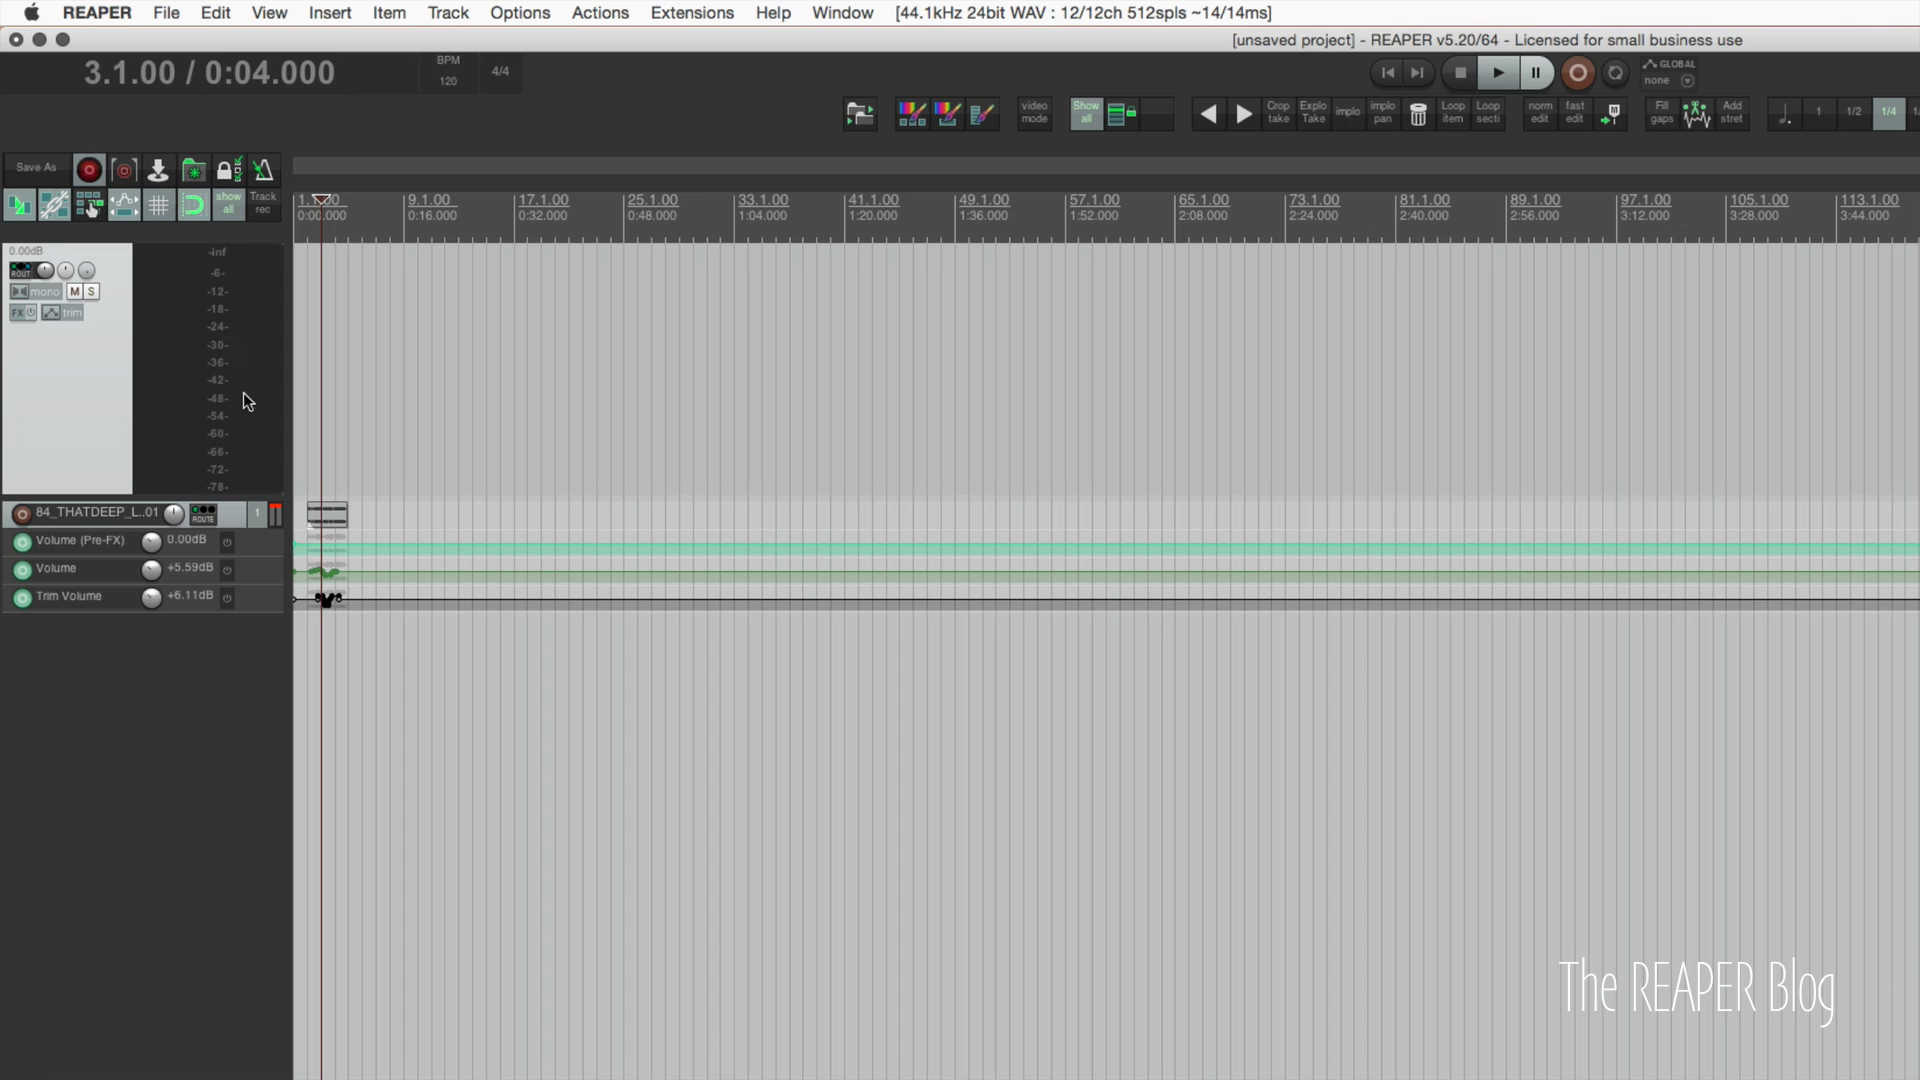 REAPER File Edit View Insert Item Track Options Actions Extensions Help Window [44.1kHz 24bit WAV : 12/12ch 512spls ~14/14ms]
[unsaved project] - REAPER v5.20/64 - Licensed for small business use
3.1.00 / 0:04.000
BPM
120
4/4
GLOBAL
none
video mode
Show all
Crop take
Explo Take
implo
implo pan
Loop item
Loop secti
norm edit
fast edit
Fill gaps
Add stret
1
1/2
1/4
Save As
show all
Track rec
9.1.00 17.1.00 25.1.00 33.1.00 41.1.00 49.1.00 57.1.00 65.1.00 73.1.00 81.1.00 89.1.00 97.1.00 105.1.00 113.1.00
0:00.000 0:16.000 0:32.000 0:48.000 1:04.000 1:20.000 1:36.000 1:52.000 2:08.000 2:24.000 2:40.000 2:56.000 3:12.000 3:28.000 3:44.000
0.00dB
ROUT
mono M S
FX trim
-inf
-6-
-12-
-18-
-24-
-30-
-36-
-42-
-48-
-54-
-60-
-66-
-72-
-78-
84_THATDEEP_L..01 ROUTE 1
Volume (Pre-FX) 0.00dB
Volume +5.59dB
Trim Volume +6.11dB
The REAPER Blog